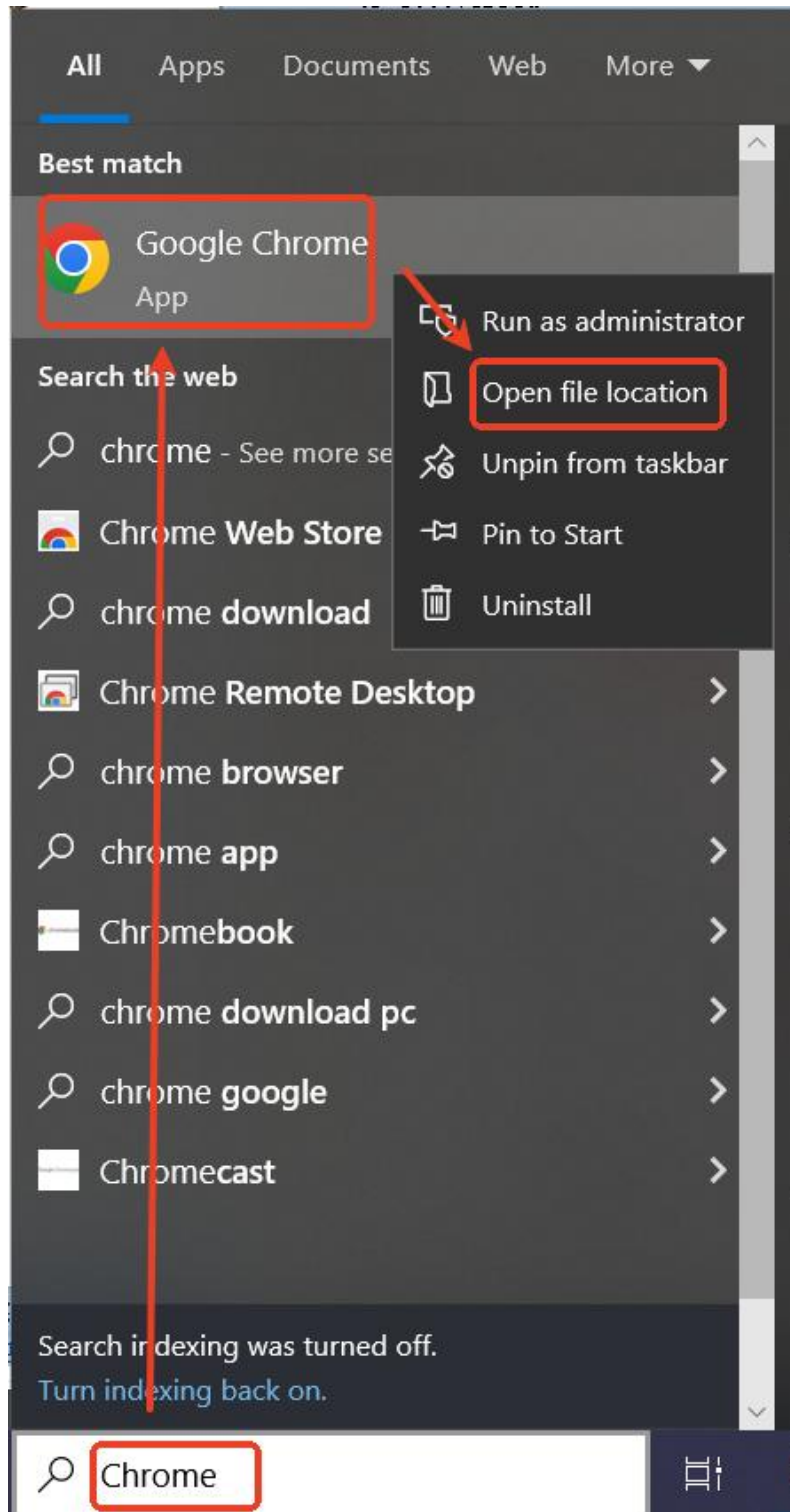 All Apps Documents Web More
Best match
Google Chrome
App
Run as administrator
Search the web
Open file location
chrome - See more se
Unpin from taskbar
Chrome Web Store
Pin to Start
chrome download
Uninstall
Chrome Remote Desktop
chrome browser
chrome app
Chromebook
chrome download pc
chrome google
Chromecast
Search indexing was turned off.
Turn indexing back on.
Chrome